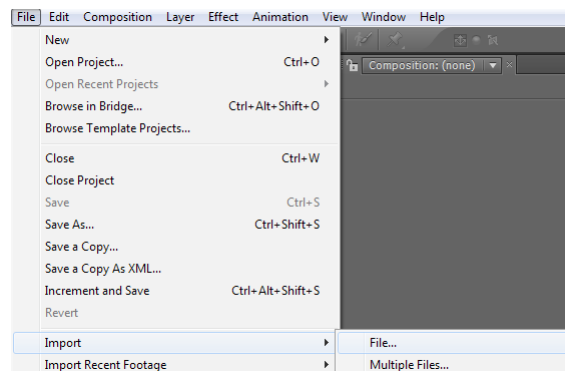 File Edit Composition Layer Effect Animation View Window Help
New
Open Project... Ctrl+O
Composition: (none)
Open Recent Projects
Browse in Bridge... Ctrl+Alt+Shift+O
Browse Template Projects...
Close Ctrl+W
Close Project
Save Ctrl+S
Save As... Ctrl+Shift+S
Save a Copy...
Save a Copy As XML...
Increment and Save Ctrl+Alt+Shift+S
Revert
Import File...
Import Recent Footage Multiple Files...